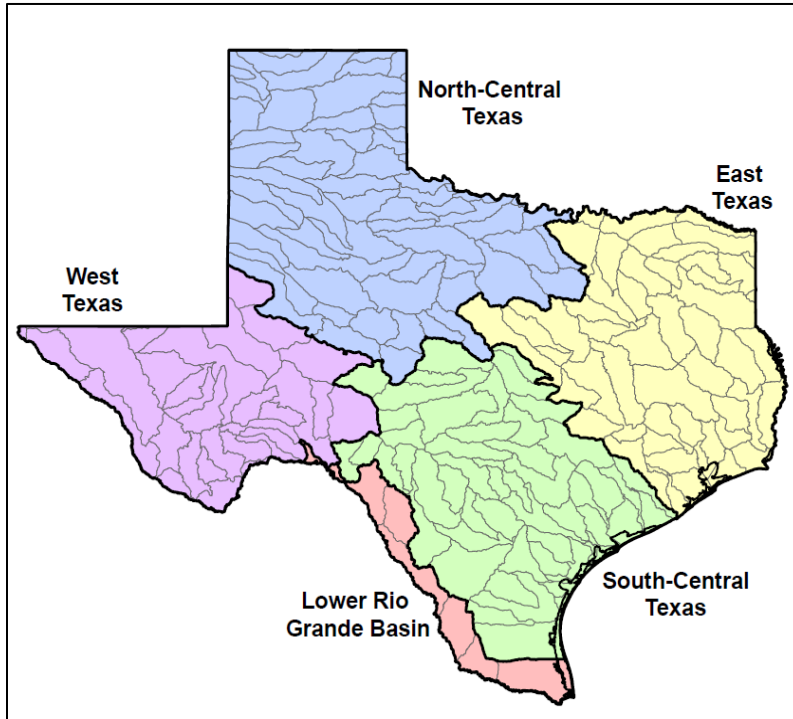 North-Central
Texas
East
Texas
West
Texas
South-Central
Texas
Lower Rio
Grande Basin